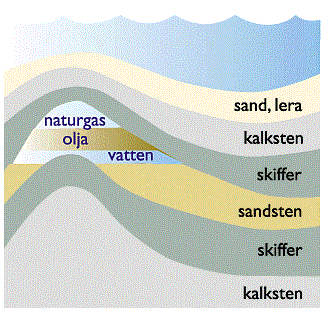 sand, lera
naturgas
olja
kalksten
vatten
skiffer
sandsten
skiffer
kalksten